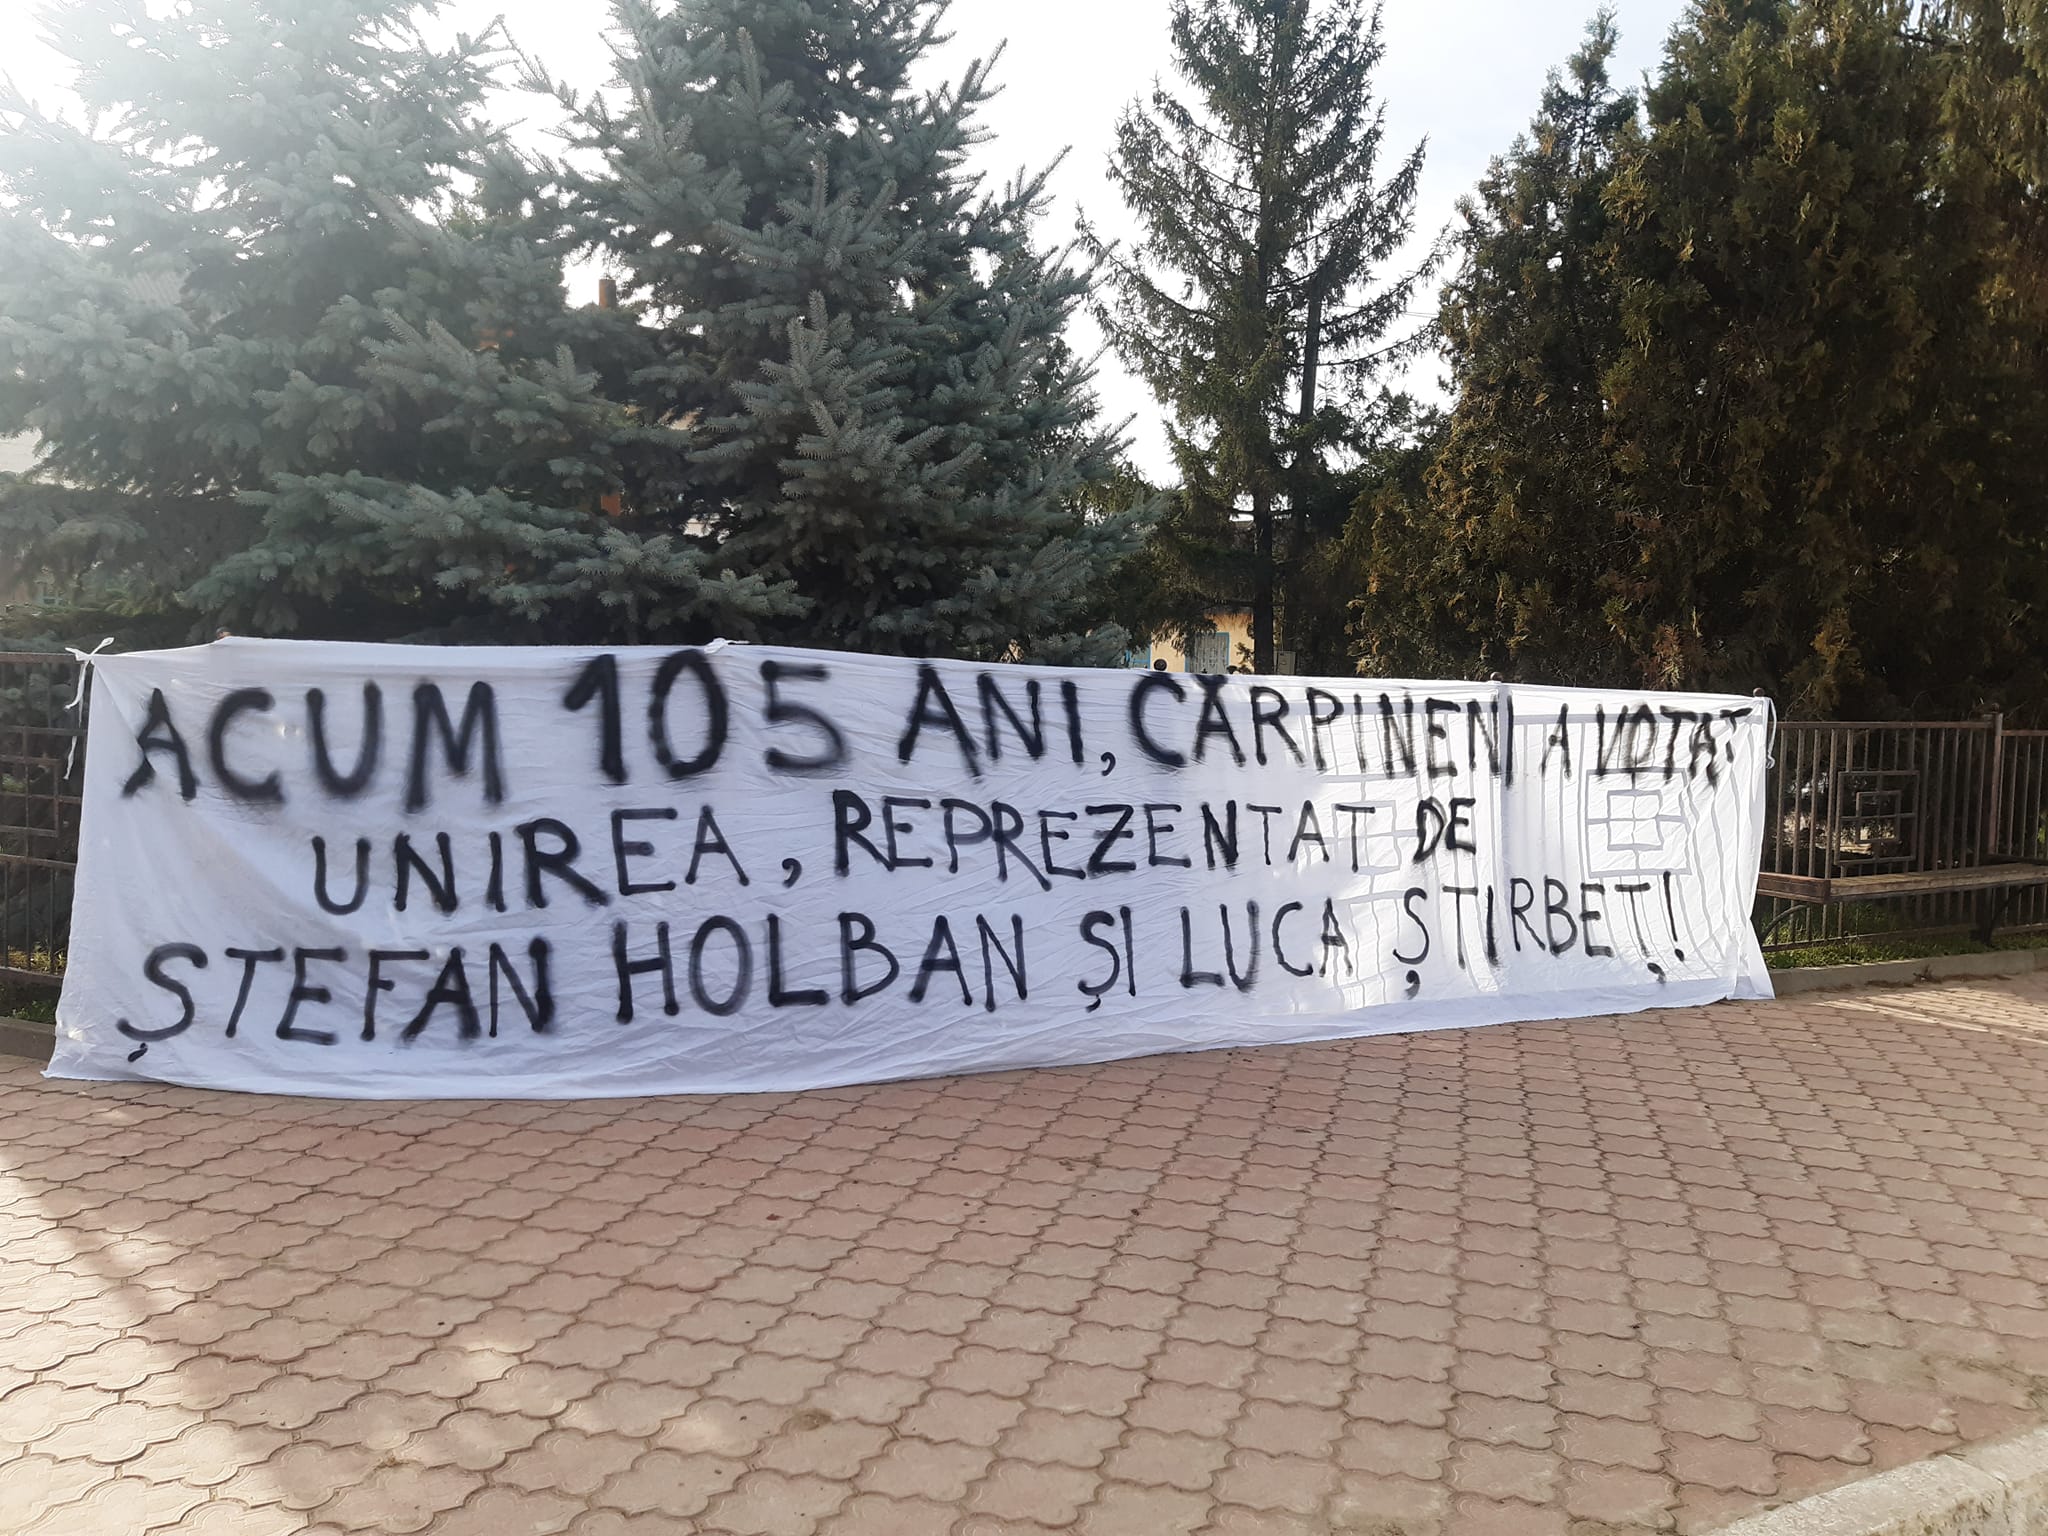 ACUM 105 ANI, CĂRPINENI A VOTAT
UNIREA, REPREZENTAT DE
ȘTEFAN HOLBAN ȘI LUCA ȘTIRBEȚ!